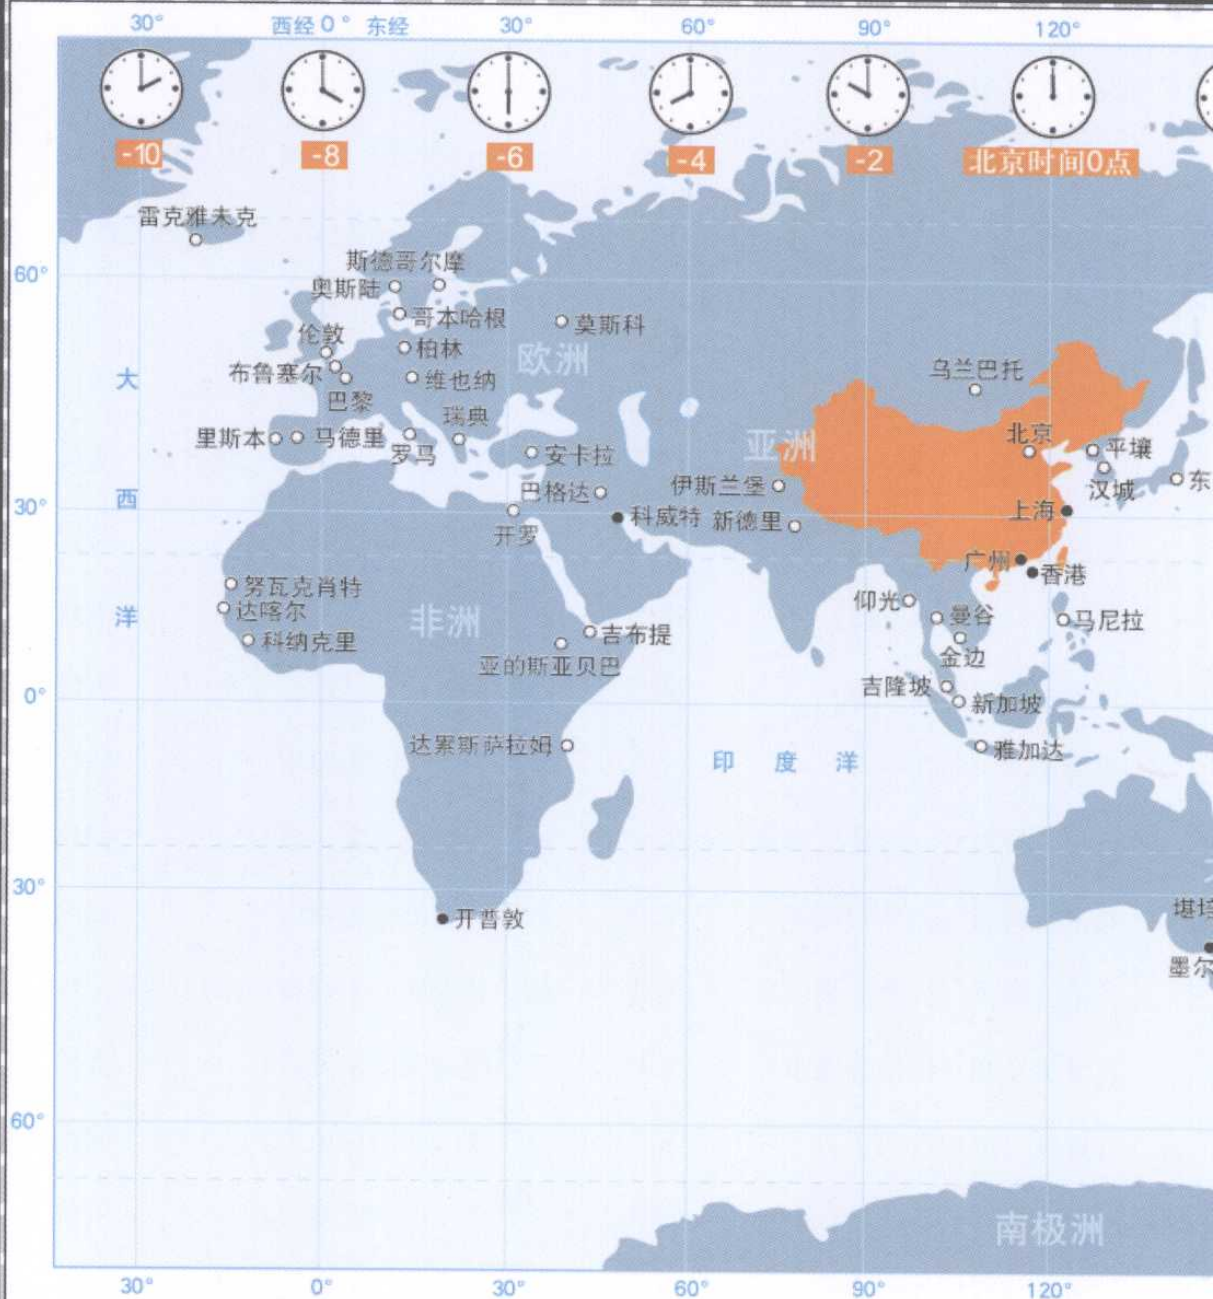 30° 西经 0° 东经 30° 60° 90° 120°
-10 -8 -6 -4 -2 北京时间0点
雷克雅未克
60°
斯德哥尔摩
奥斯陆
哥本哈根
莫斯科
伦敦
柏林
欧洲
布鲁塞尔
维也纳
乌兰巴托
大
巴黎
瑞典
里斯本
马德里
罗马
安卡拉
亚洲
北京
平壤
伊斯兰堡
巴格达
汉城
东
西
30°
科威特
新德里
上海
开罗
广州
香港
努瓦克肖特
达喀尔
仰光
曼谷
马尼拉
洋
非洲
吉布提
科纳克里
金边
亚的斯亚贝巴
0°
吉隆坡
新加坡
达累斯萨拉姆
雅加达
印度洋
30°
开普敦
堪培
墨尔
60°
南极洲
30° 0° 30° 60° 90° 120°